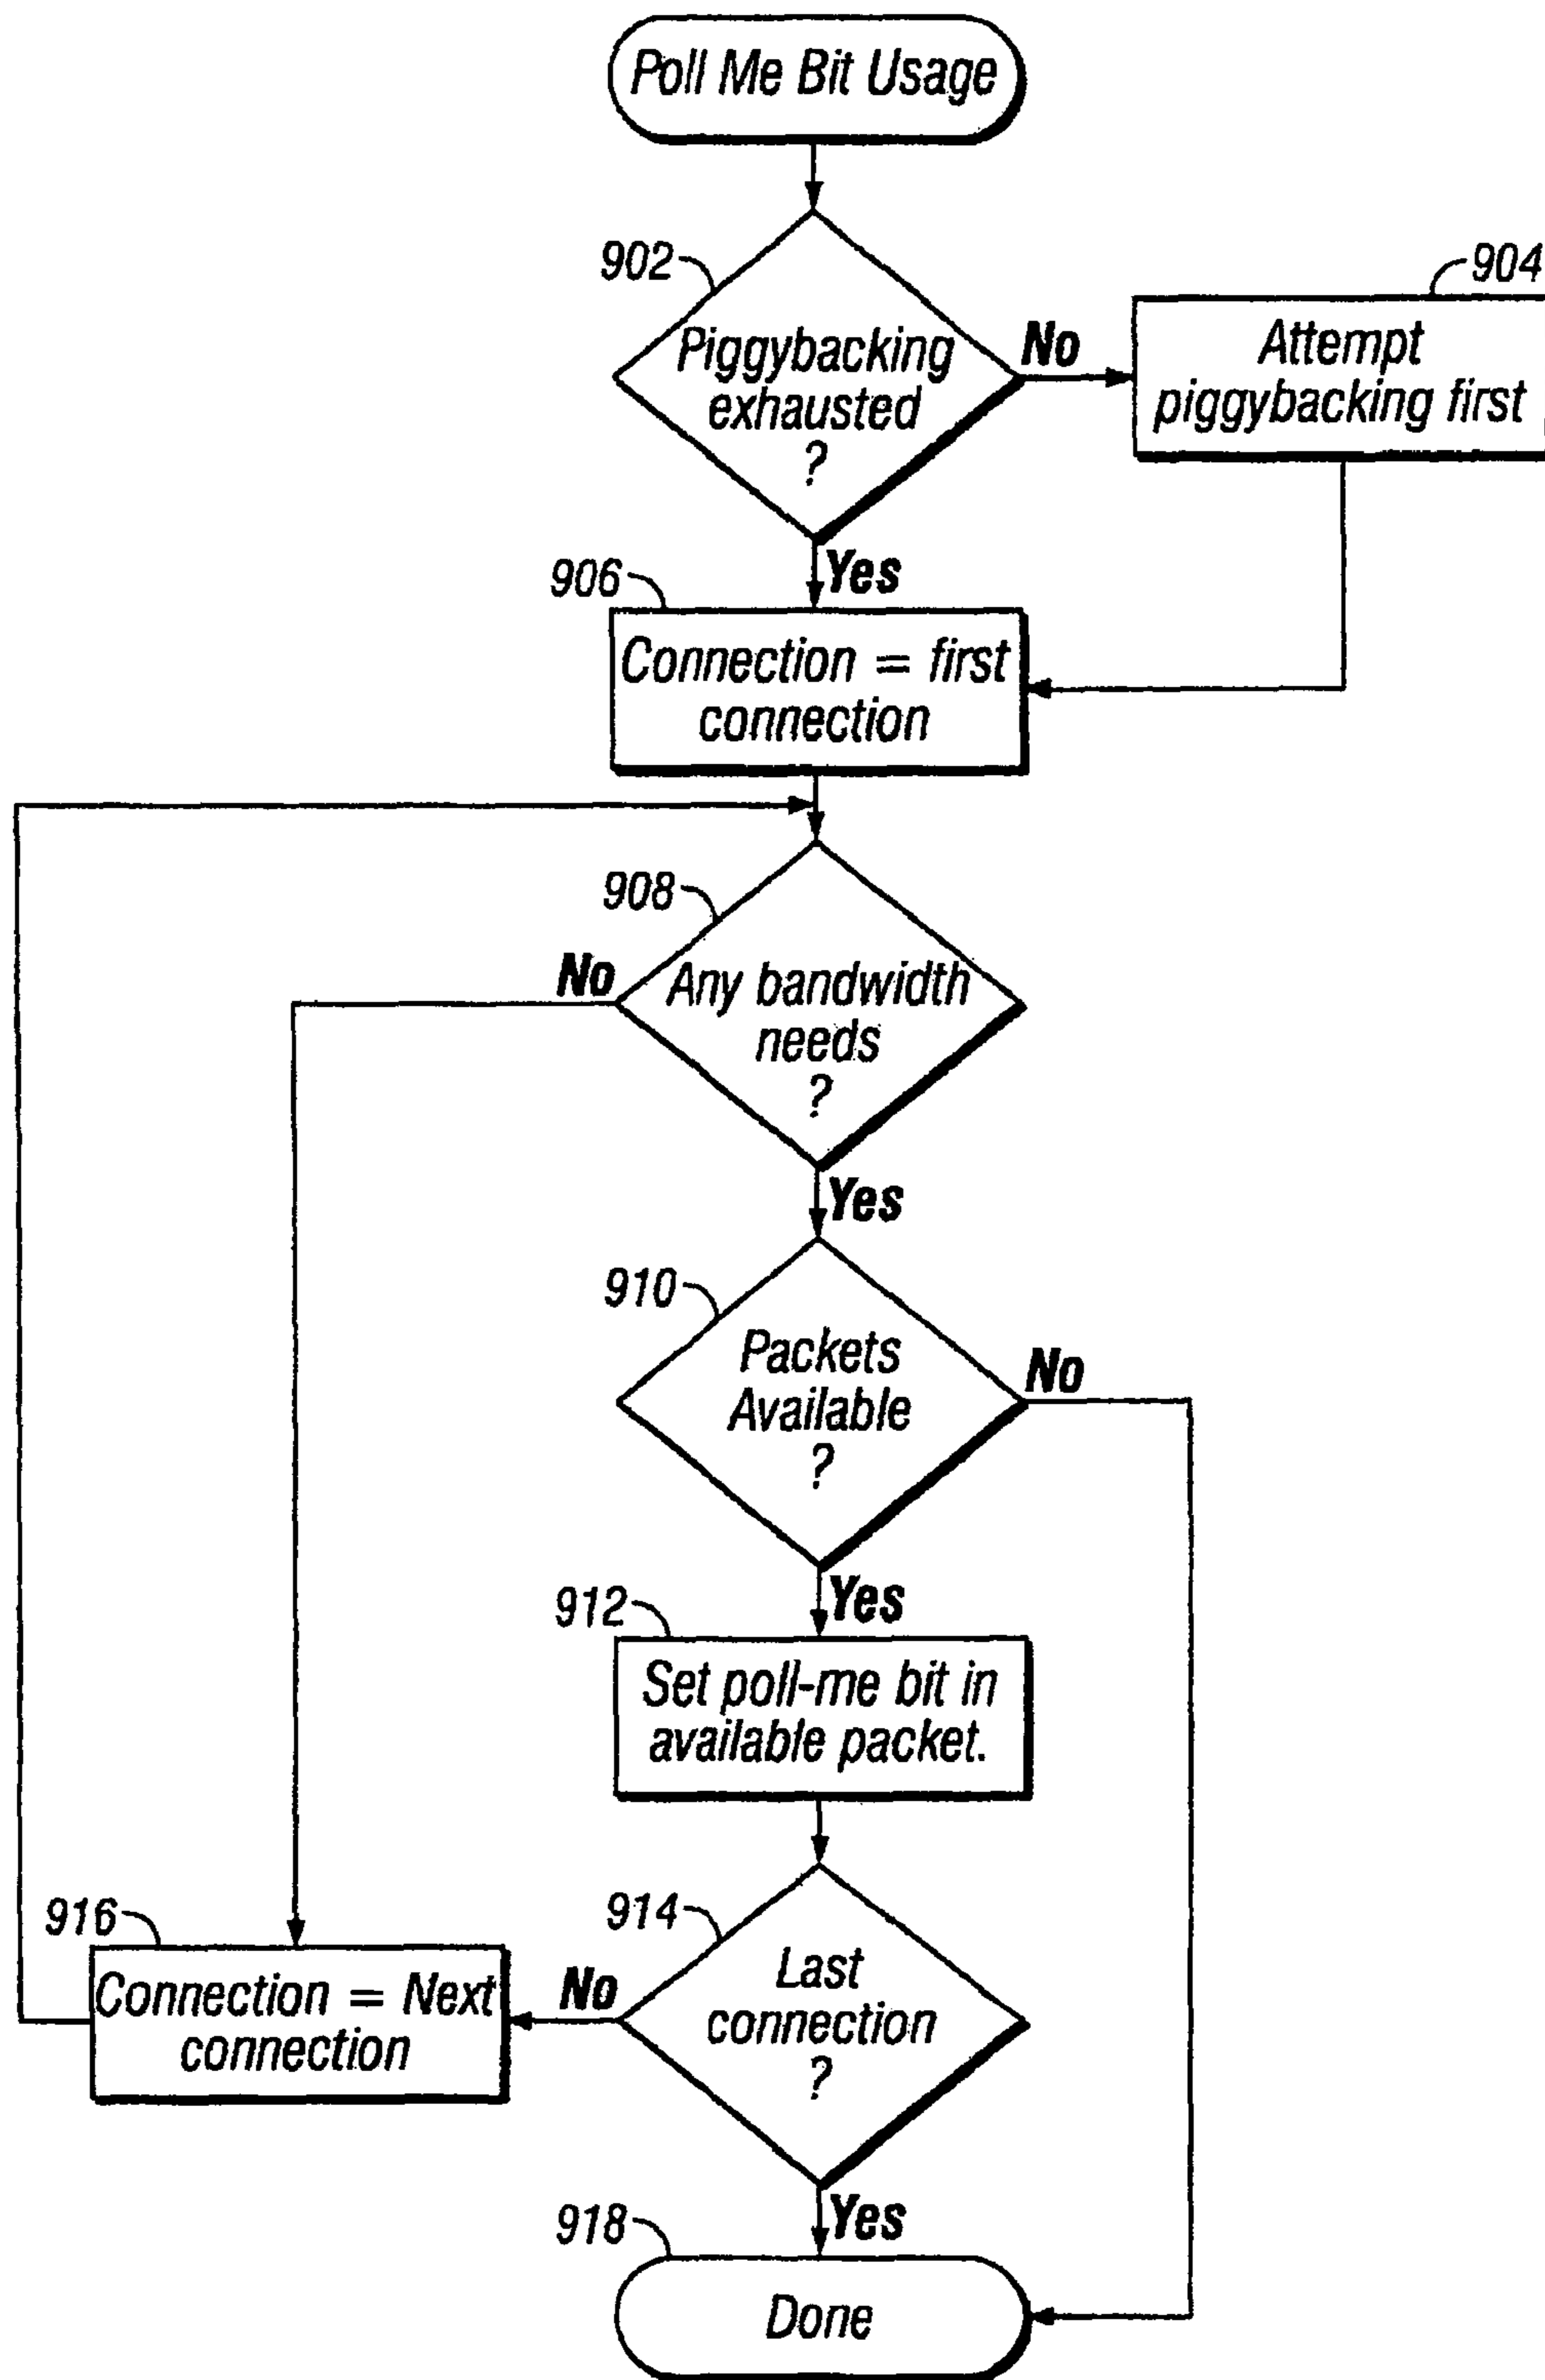 Poll Me Bit Usage
902
904
Piggybacking
exhausted
?
No
Attempt
piggybacking first
Yes
906
Connection = first
connection
908
No
Any bandwidth
needs
?
Yes
910
Packets
Available
?
No
Yes
912
Set poll-me bit in
available packet.
916
914
Connection = Next
connection
No
Last
connection
?
Yes
918
Done